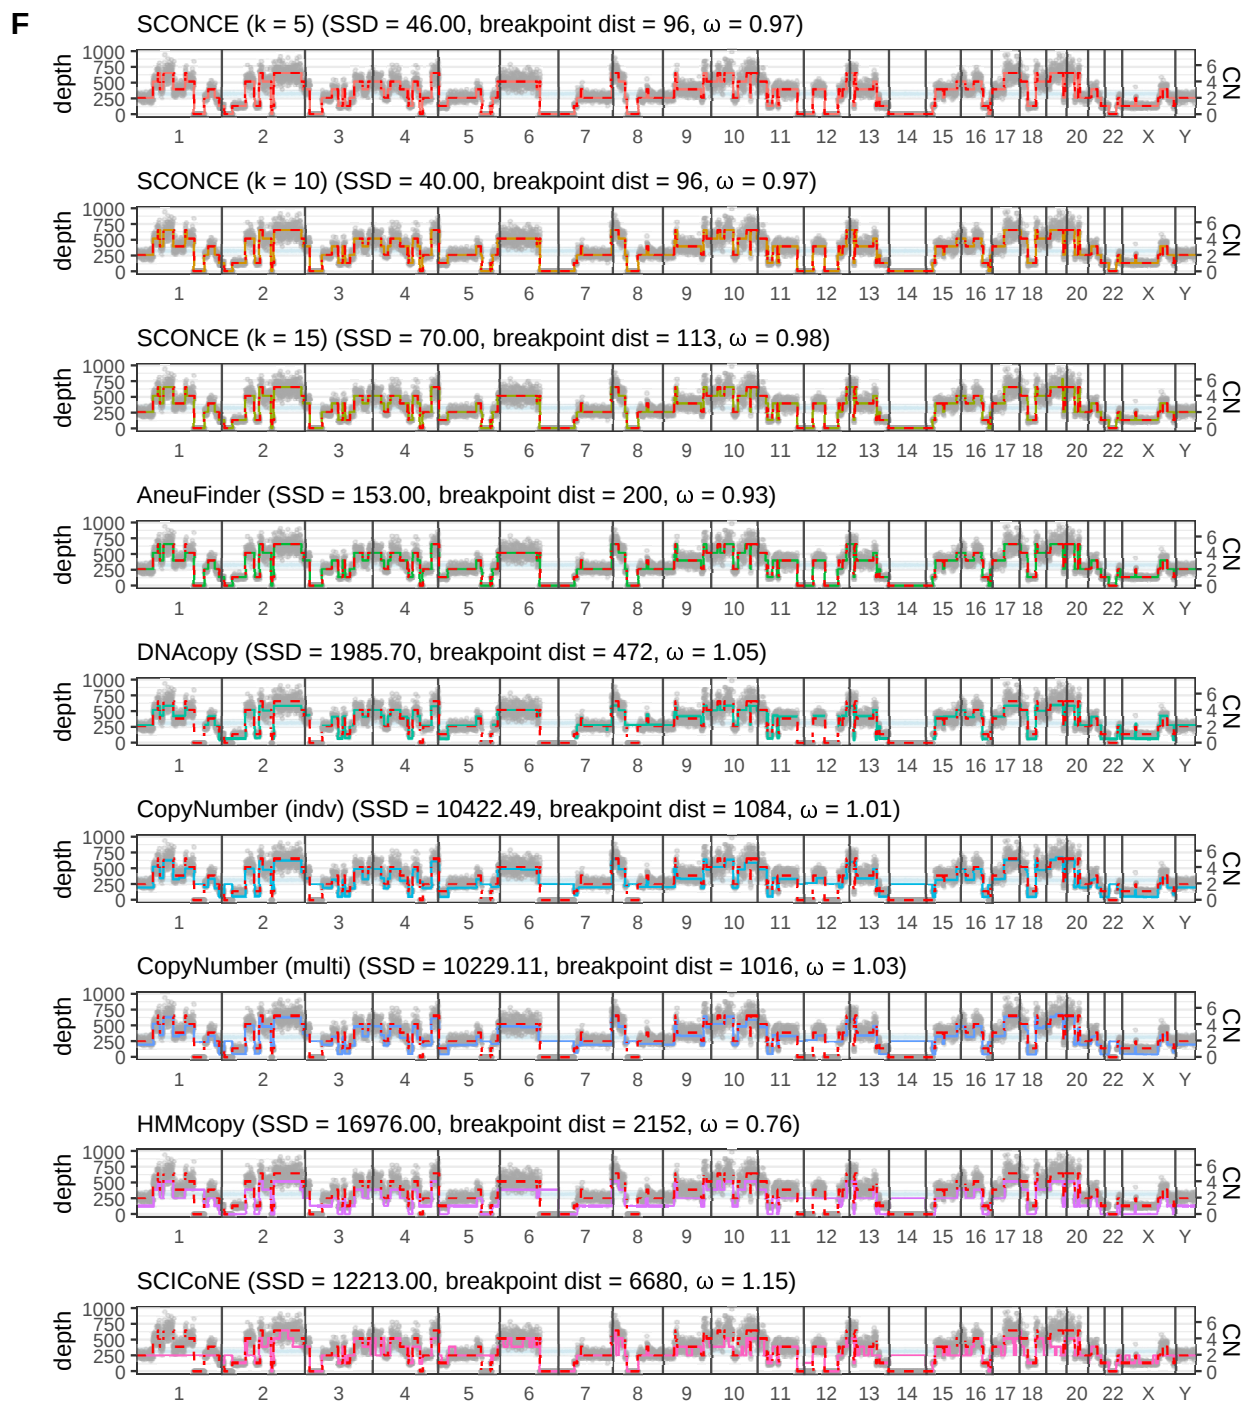 F
SCONCE (k = 5) (SSD = 46.00, breakpoint dist = 96, ω = 0.97)
depth
1000
750
500
250
0
6
4
2
0
CN
1 2 3 4 5 6 7 8 9 10 11 12 13 14 15 16 17 18 20 22 X Y
SCONCE (k = 10) (SSD = 40.00, breakpoint dist = 96, ω = 0.97)
depth
1000
750
500
250
0
6
4
2
0
CN
1 2 3 4 5 6 7 8 9 10 11 12 13 14 15 16 17 18 20 22 X Y
SCONCE (k = 15) (SSD = 70.00, breakpoint dist = 113, ω = 0.98)
depth
1000
750
500
250
0
6
4
2
0
CN
1 2 3 4 5 6 7 8 9 10 11 12 13 14 15 16 17 18 20 22 X Y
AneuFinder (SSD = 153.00, breakpoint dist = 200, ω = 0.93)
depth
1000
750
500
250
0
6
4
2
0
CN
1 2 3 4 5 6 7 8 9 10 11 12 13 14 15 16 17 18 20 22 X Y
DNAcopy (SSD = 1985.70, breakpoint dist = 472, ω = 1.05)
depth
1000
750
500
250
0
6
4
2
0
CN
1 2 3 4 5 6 7 8 9 10 11 12 13 14 15 16 17 18 20 22 X Y
CopyNumber (indv) (SSD = 10422.49, breakpoint dist = 1084, ω = 1.01)
depth
1000
750
500
250
0
6
4
2
0
CN
1 2 3 4 5 6 7 8 9 10 11 12 13 14 15 16 17 18 20 22 X Y
CopyNumber (multi) (SSD = 10229.11, breakpoint dist = 1016, ω = 1.03)
depth
1000
750
500
250
0
6
4
2
0
CN
1 2 3 4 5 6 7 8 9 10 11 12 13 14 15 16 17 18 20 22 X Y
HMMcopy (SSD = 16976.00, breakpoint dist = 2152, ω = 0.76)
depth
1000
750
500
250
0
6
4
2
0
CN
1 2 3 4 5 6 7 8 9 10 11 12 13 14 15 16 17 18 20 22 X Y
SCICoNE (SSD = 12213.00, breakpoint dist = 6680, ω = 1.15)
depth
1000
750
500
250
0
6
4
2
0
CN
1 2 3 4 5 6 7 8 9 10 11 12 13 14 15 16 17 18 20 22 X Y